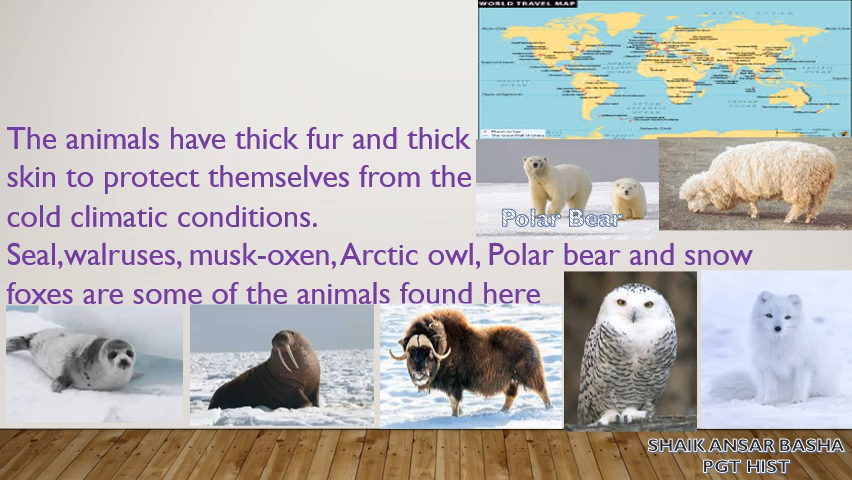 WORLD TRAVEL MAP
The animals have thick fur and thick
skin to protect themselves from the
cold climatic conditions.
Polar Bear
Seal,walruses, musk-oxen, Arctic owl, Polar bear and snow
foxes are some of the animals found here
SHAIK ANSAR BASHA
PGT HIST